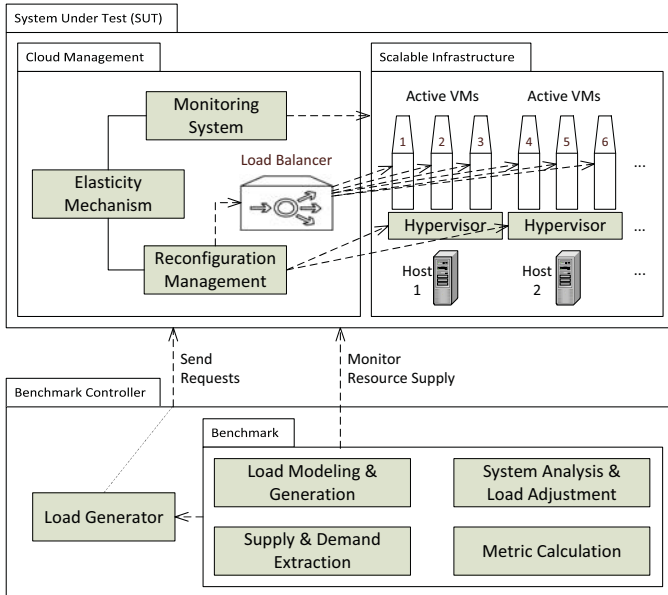 System Under Test (SUT)
Cloud Management
Monitoring
System
Elasticity
Mechanism
Load Balancer
Reconfiguration
Management
Scalable Infrastructure
Active VMs
Active VMs
1
2
3
4
5
6
...
Hypervisor
Hypervisor
...
Host
1
Host
2
...
Send
Requests
Monitor
Resource Supply
Benchmark Controller
Load Generator
Benchmark
Load Modeling &
Generation
System Analysis &
Load Adjustment
Supply & Demand
Extraction
Metric Calculation